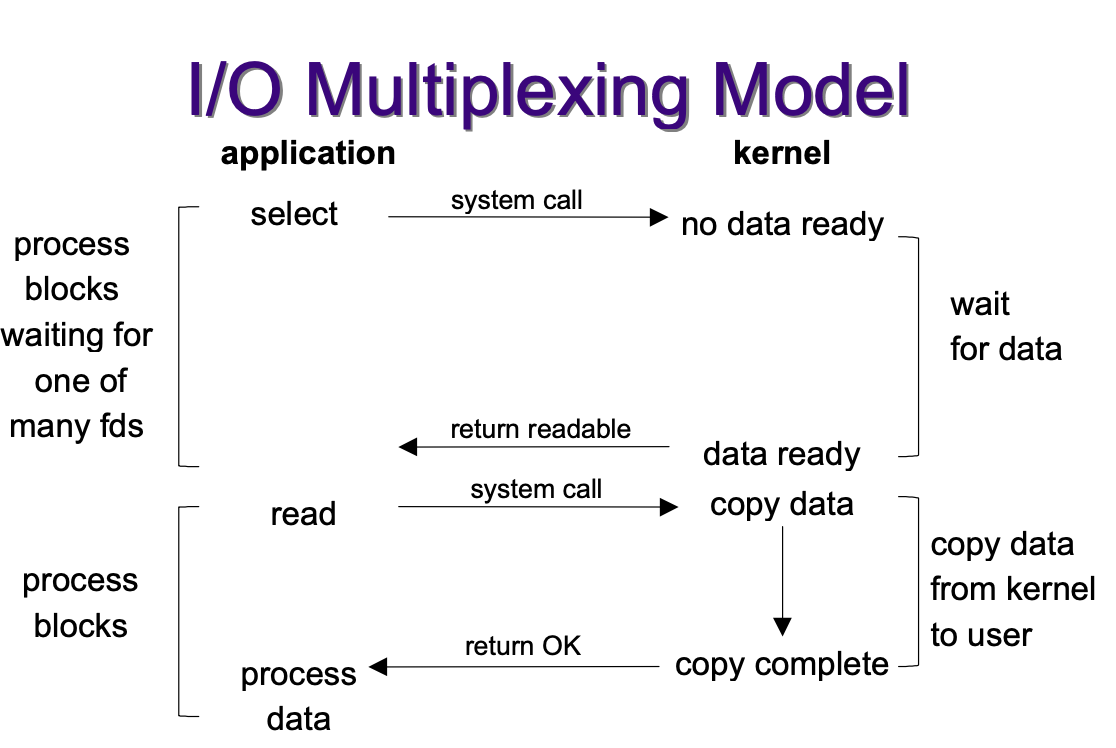 I/O Multiplexing Model
application
kernel
select
system call
no data ready
process
blocks
waiting for
one of
many fds
wait
for data
return readable
data ready
system call
read
copy data
process
blocks
copy data
from kernel
to user
return OK
copy complete
process
data